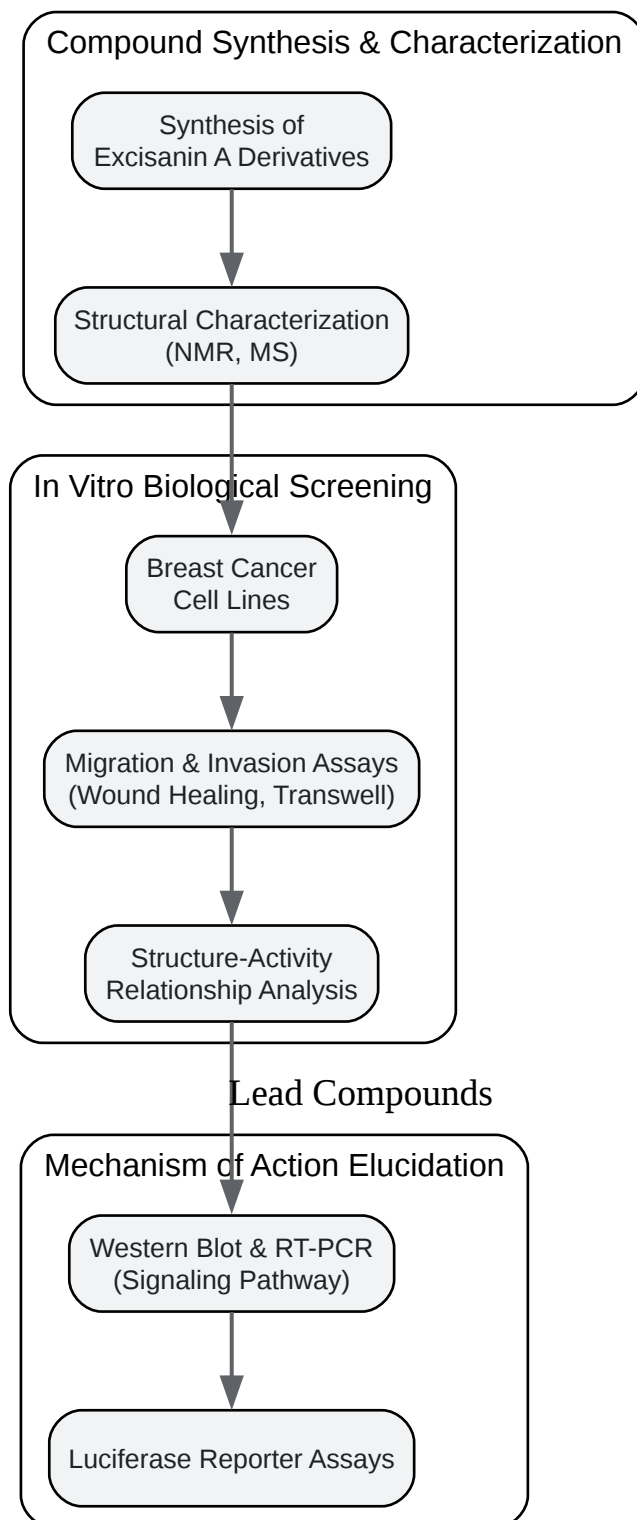 Compound Synthesis & Characterization
Synthesis of
Excisanin A Derivatives
Structural Characterization
(NMR, MS)
In Vitro Biological Screening
Breast Cancer
Cell Lines
Migration & Invasion Assays
(Wound Healing, Transwell)
Structure-Activity
Relationship Analysis
Lead Compounds
Mechanism of Action Elucidation
Western Blot & RT-PCR
(Signaling Pathway)
Luciferase Reporter Assays